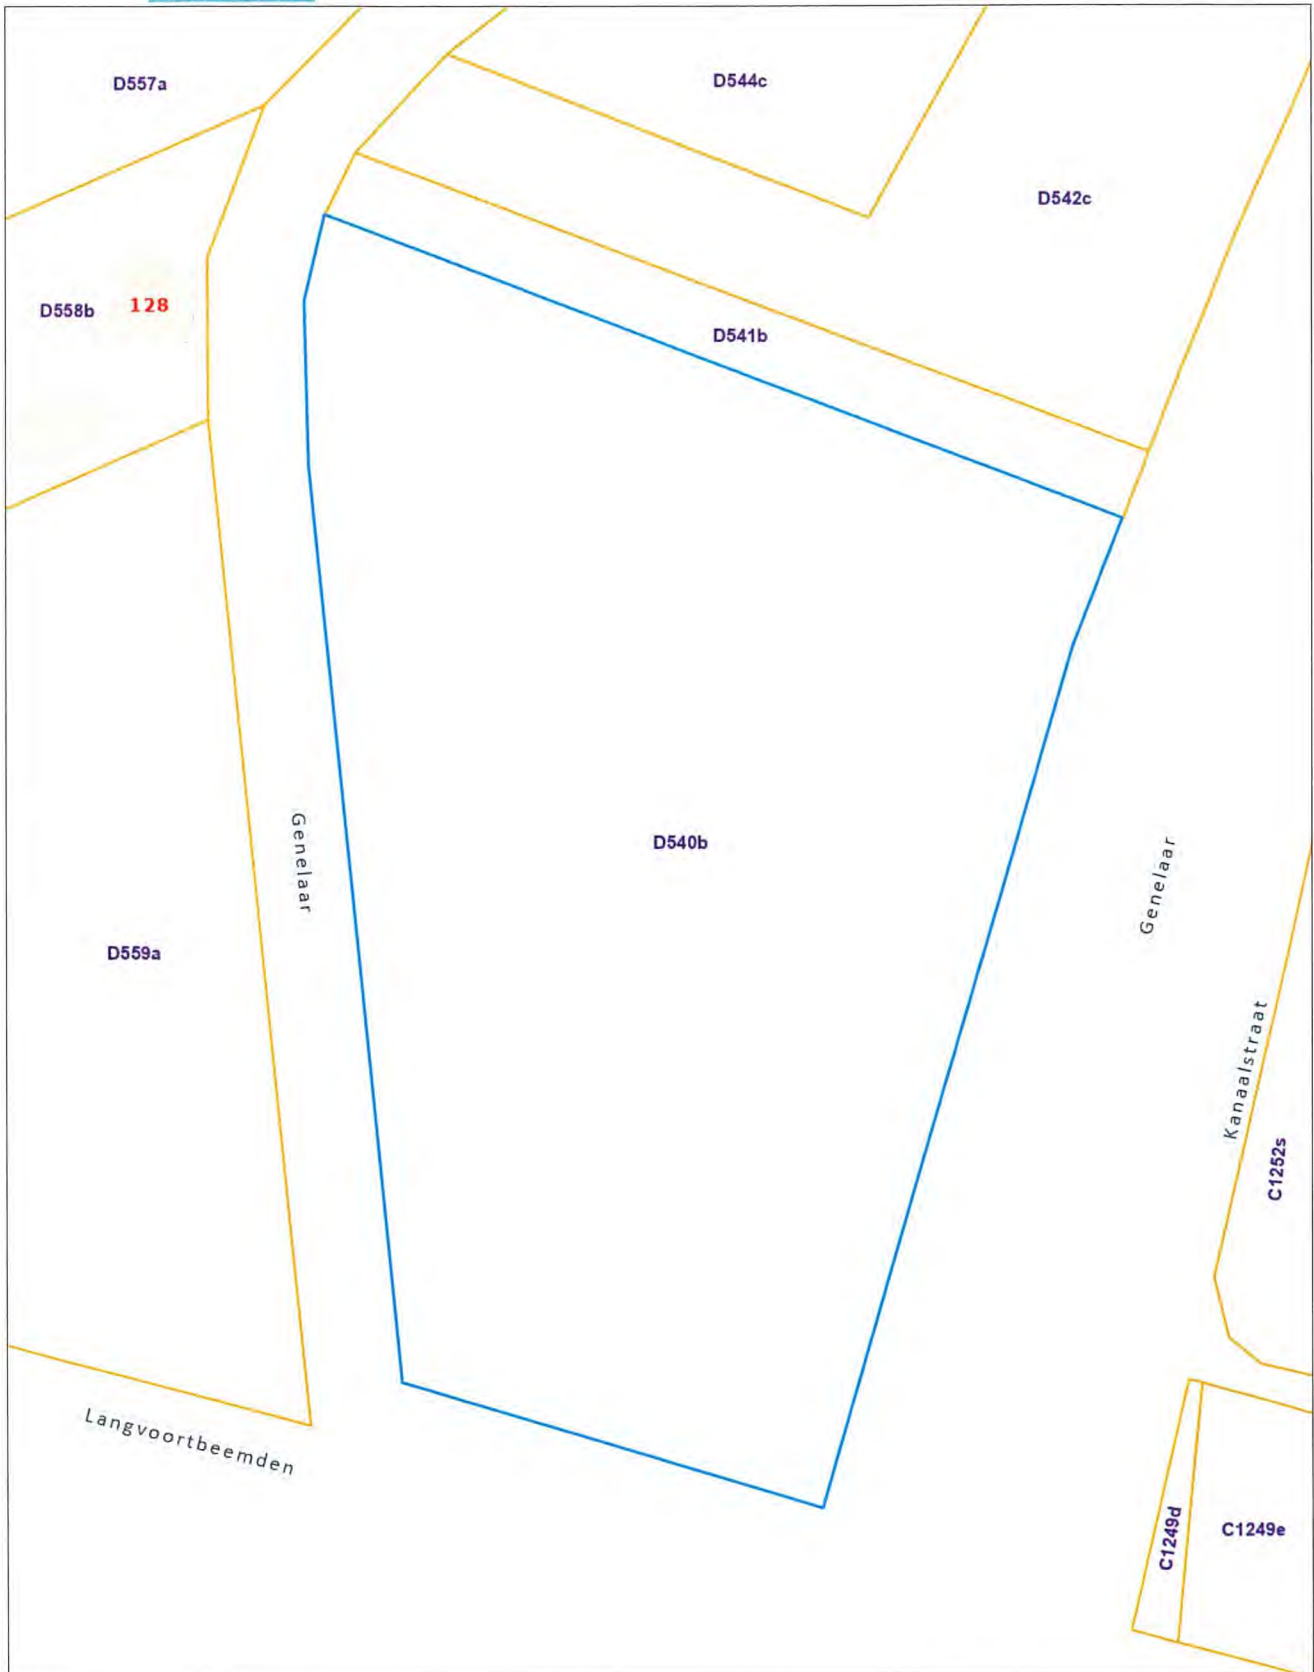 D557a
D544c
D542c
D558b
128
D541b
D540b
Genelaar
Genelaar
D559a
Kanaalstraat
C1252s
Langvoortbeemden
C1249d
C1249e